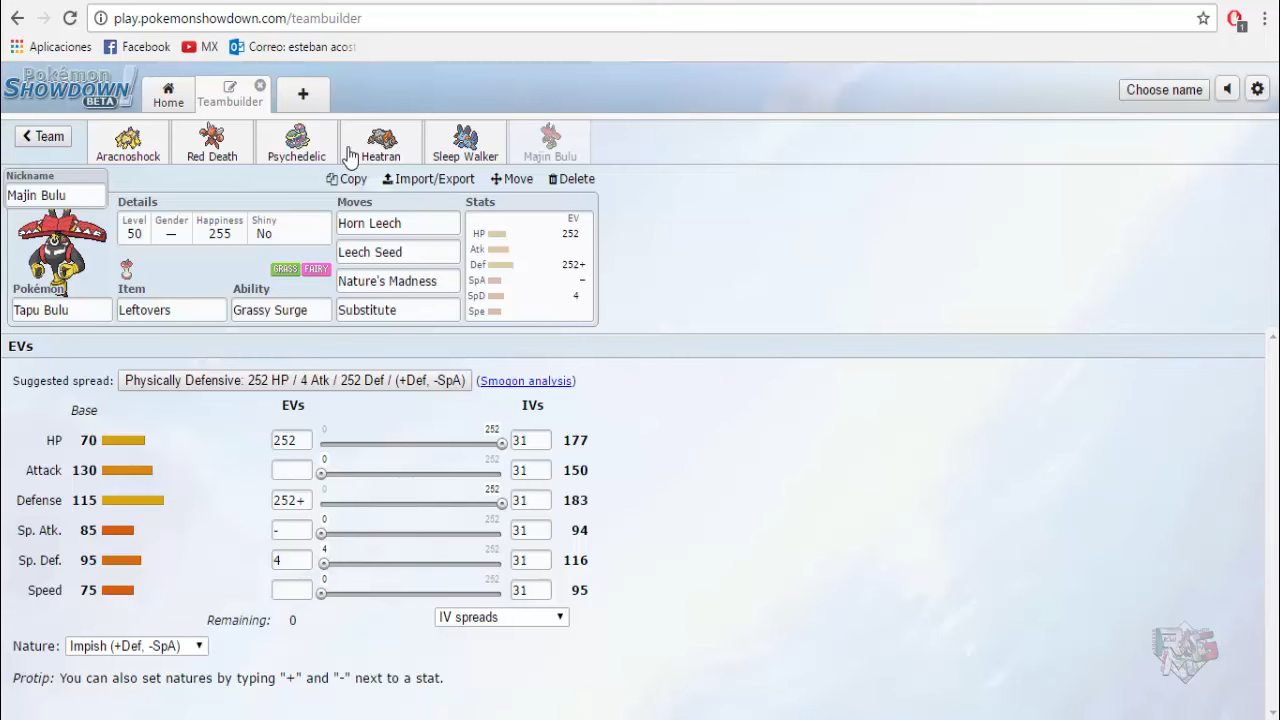 play.pokemonshowdown.com/teambuilder
1
Aplicaciones Facebook MX Correo: esteban acos
Pokémon
SHOWDOWN
BETA
Home Teambuilder + Choose name
Team Aracnoshock Red Death Psychedelic Heatran Sleep Walker Majin Bulu
Copy Import/Export Move Delete
Nickname
Majin Bulu
Details
Level Gender Happiness Shiny
50 — 255 No
GRASS FAIRY
Pokémon Item Ability
Tapu Bulu Leftovers Grassy Surge
Moves
Horn Leech
Leech Seed
Nature's Madness
Substitute
Stats
EV
HP 252
Atk
Def 252+
SpA –
SpD 4
Spe
EVs
Suggested spread: Physically Defensive: 252 HP / 4 Atk / 252 Def / (+Def, -SpA) (Smogon analysis)
Base EVs IVs
HP 70 252 0 252 31 177
Attack 130 0 252 31 150
Defense 115 252+ 0 252 31 183
Sp. Atk. 85 - 0 252 31 94
Sp. Def. 95 4 4 252 31 116
Speed 75 0 252 31 95
Remaining: 0 IV spreads
Nature: Impish (+Def, -SpA)
Protip: You can also set natures by typing "+" and "-" next to a stat.